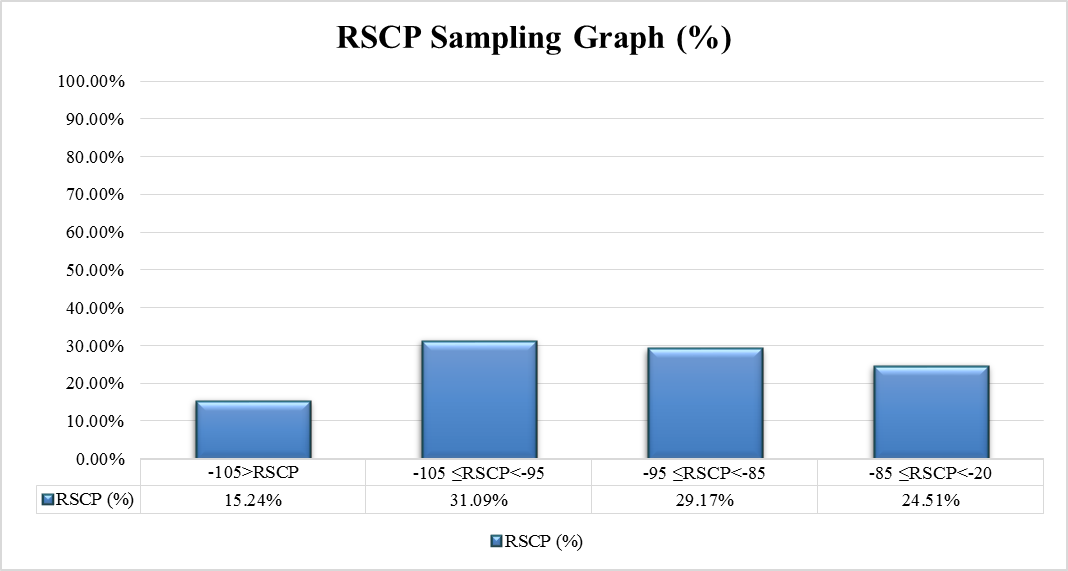 RSCP Sampling Graph (%)
100.00%
90.00%
80.00%
70.00%
60.00%
50.00%
40.00%
30.00%
20.00%
10.00%
0.00%
-105>RSCP -105 ≤RSCP<-95 -95 ≤RSCP<-85 -85 ≤RSCP<-20
RSCP (%) 15.24% 31.09% 29.17% 24.51%
RSCP (%)